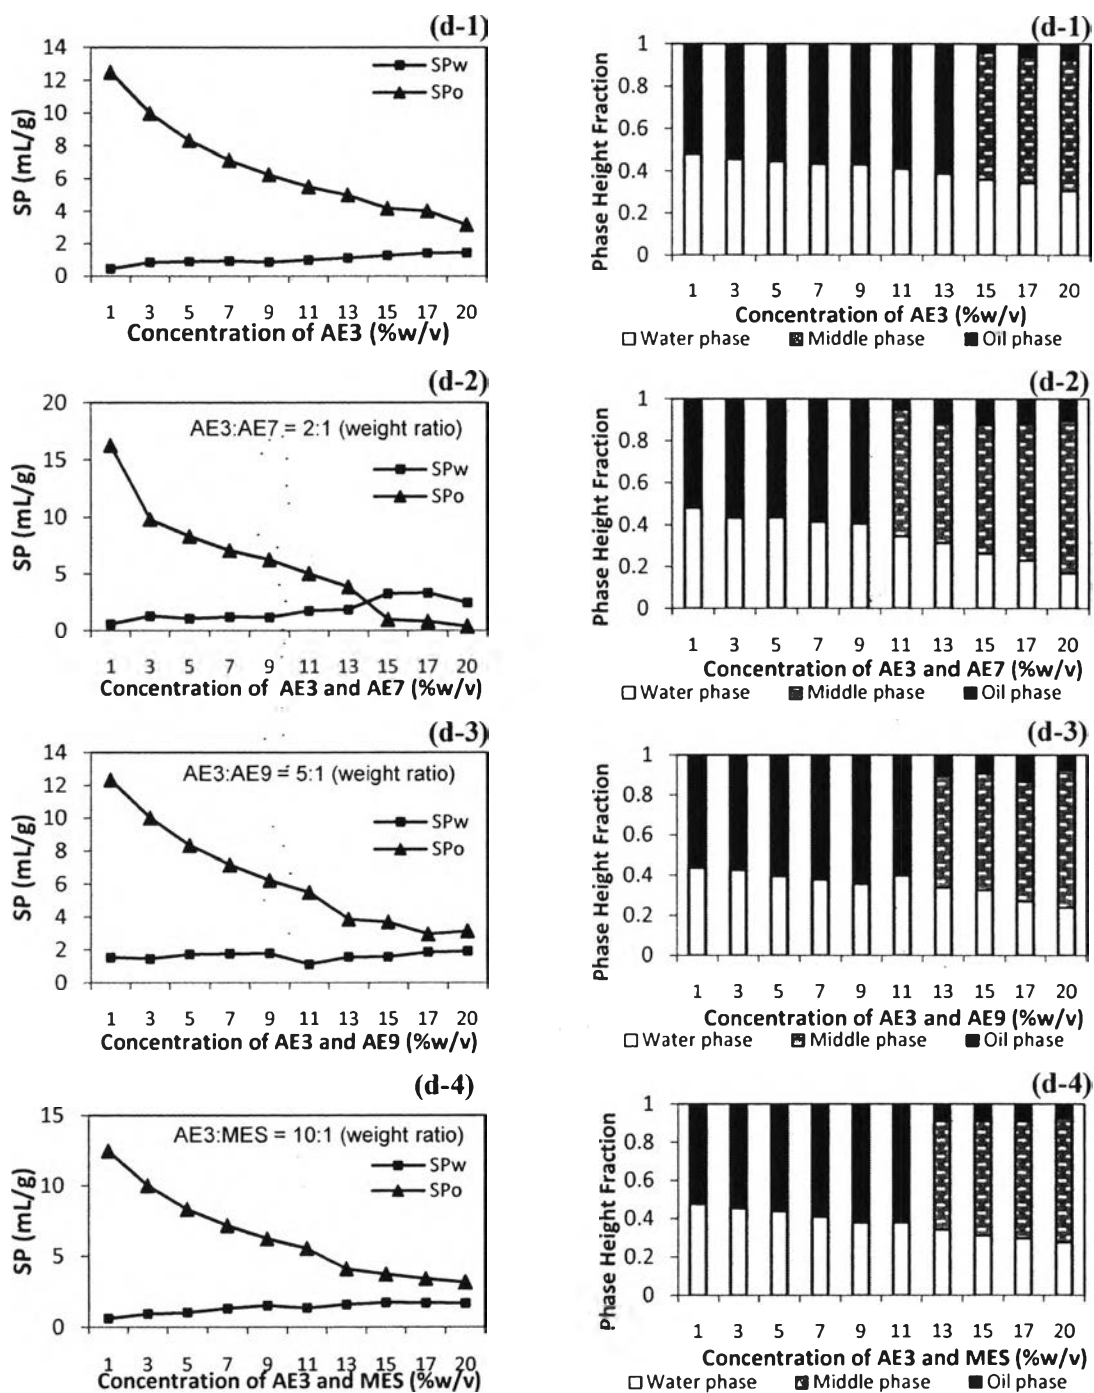 (d-1)
SP (mL/g)
14
12
10
8
6
4
2
0
SPw
SPo
1 3 5 7 9 11 13 15 17 20
Concentration of AE3 (%w/v)
(d-1)
Phase Height Fraction
1
0.8
0.6
0.4
0.2
0
1 3 5 7 9 11 13 15 17 20
Concentration of AE3 (%w/v)
Water phase Middle phase Oil phase
(d-2)
SP (mL/g)
20
15
10
5
0
AE3:AE7 = 2:1 (weight ratio)
SPw
SPo
1 3 5 7 9 11 13 15 17 20
Concentration of AE3 and AE7 (%w/v)
(d-2)
Phase Height Fraction
1
0.8
0.6
0.4
0.2
0
1 3 5 7 9 11 13 15 17 20
Concentration of AE3 and AE7 (%w/v)
Water phase Middle phase Oil phase
(d-3)
SP (mL/g)
14
12
10
8
6
4
2
0
AE3:AE9 = 5:1 (weight ratio)
SPw
SPo
1 3 5 7 9 11 13 15 17 20
Concentration of AE3 and AE9 (%w/v)
(d-3)
Phase Height Fraction
1
0.8
0.6
0.4
0.2
0
1 3 5 7 9 11 13 15 17 20
Concentration of AE3 and AE9 (%w/v)
Water phase Middle phase Oil phase
(d-4)
SP (mL/g)
15
10
5
0
AE3:MES = 10:1 (weight ratio)
SPw
SPo
1 3 5 7 9 11 13 15 17 20
Concentration of AE3 and MES (%w/v)
(d-4)
Phase Height Fraction
1
0.8
0.6
0.4
0.2
0
1 3 5 7 9 11 13 15 17 20
Concentration of AE3 and MES (%w/v)
Water phase Middle phase Oil phase